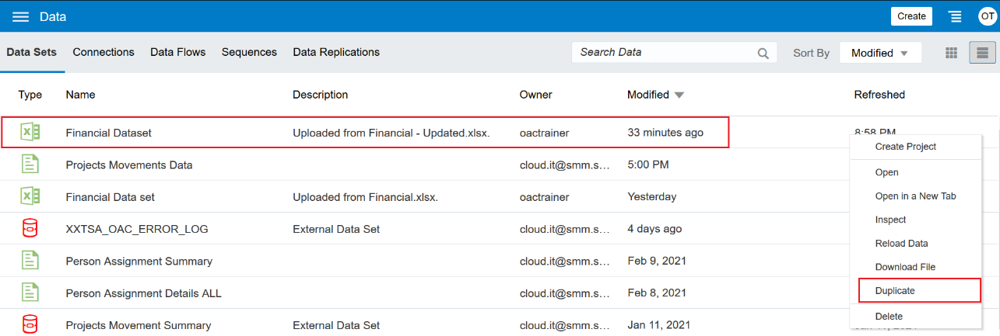 Data Create OT
Data Sets Connections Data Flows Sequences Data Replications Search Data Sort By Modified
Type Name Description Owner Modified Refreshed
Financial Dataset Uploaded from Financial - Updated.xlsx. oactrainer 33 minutes ago 8:58 PM
Create Project
Projects Movements Data cloud.it@smm.s... 5:00 PM
Open
Financial Data set Uploaded from Financial.xlsx. oactrainer Yesterday
Open in a New Tab
Inspect
XXTSA_OAC_ERROR_LOG External Data Set cloud.it@smm.s... 4 days ago
Reload Data
Person Assignment Summary cloud.it@smm.s... Feb 9, 2021
Download File
Person Assignment Details ALL cloud.it@smm.s... Feb 8, 2021
Duplicate
Delete
Projects Movement Summary External Data Set cloud.it@smm.s... Jan 11, 2021